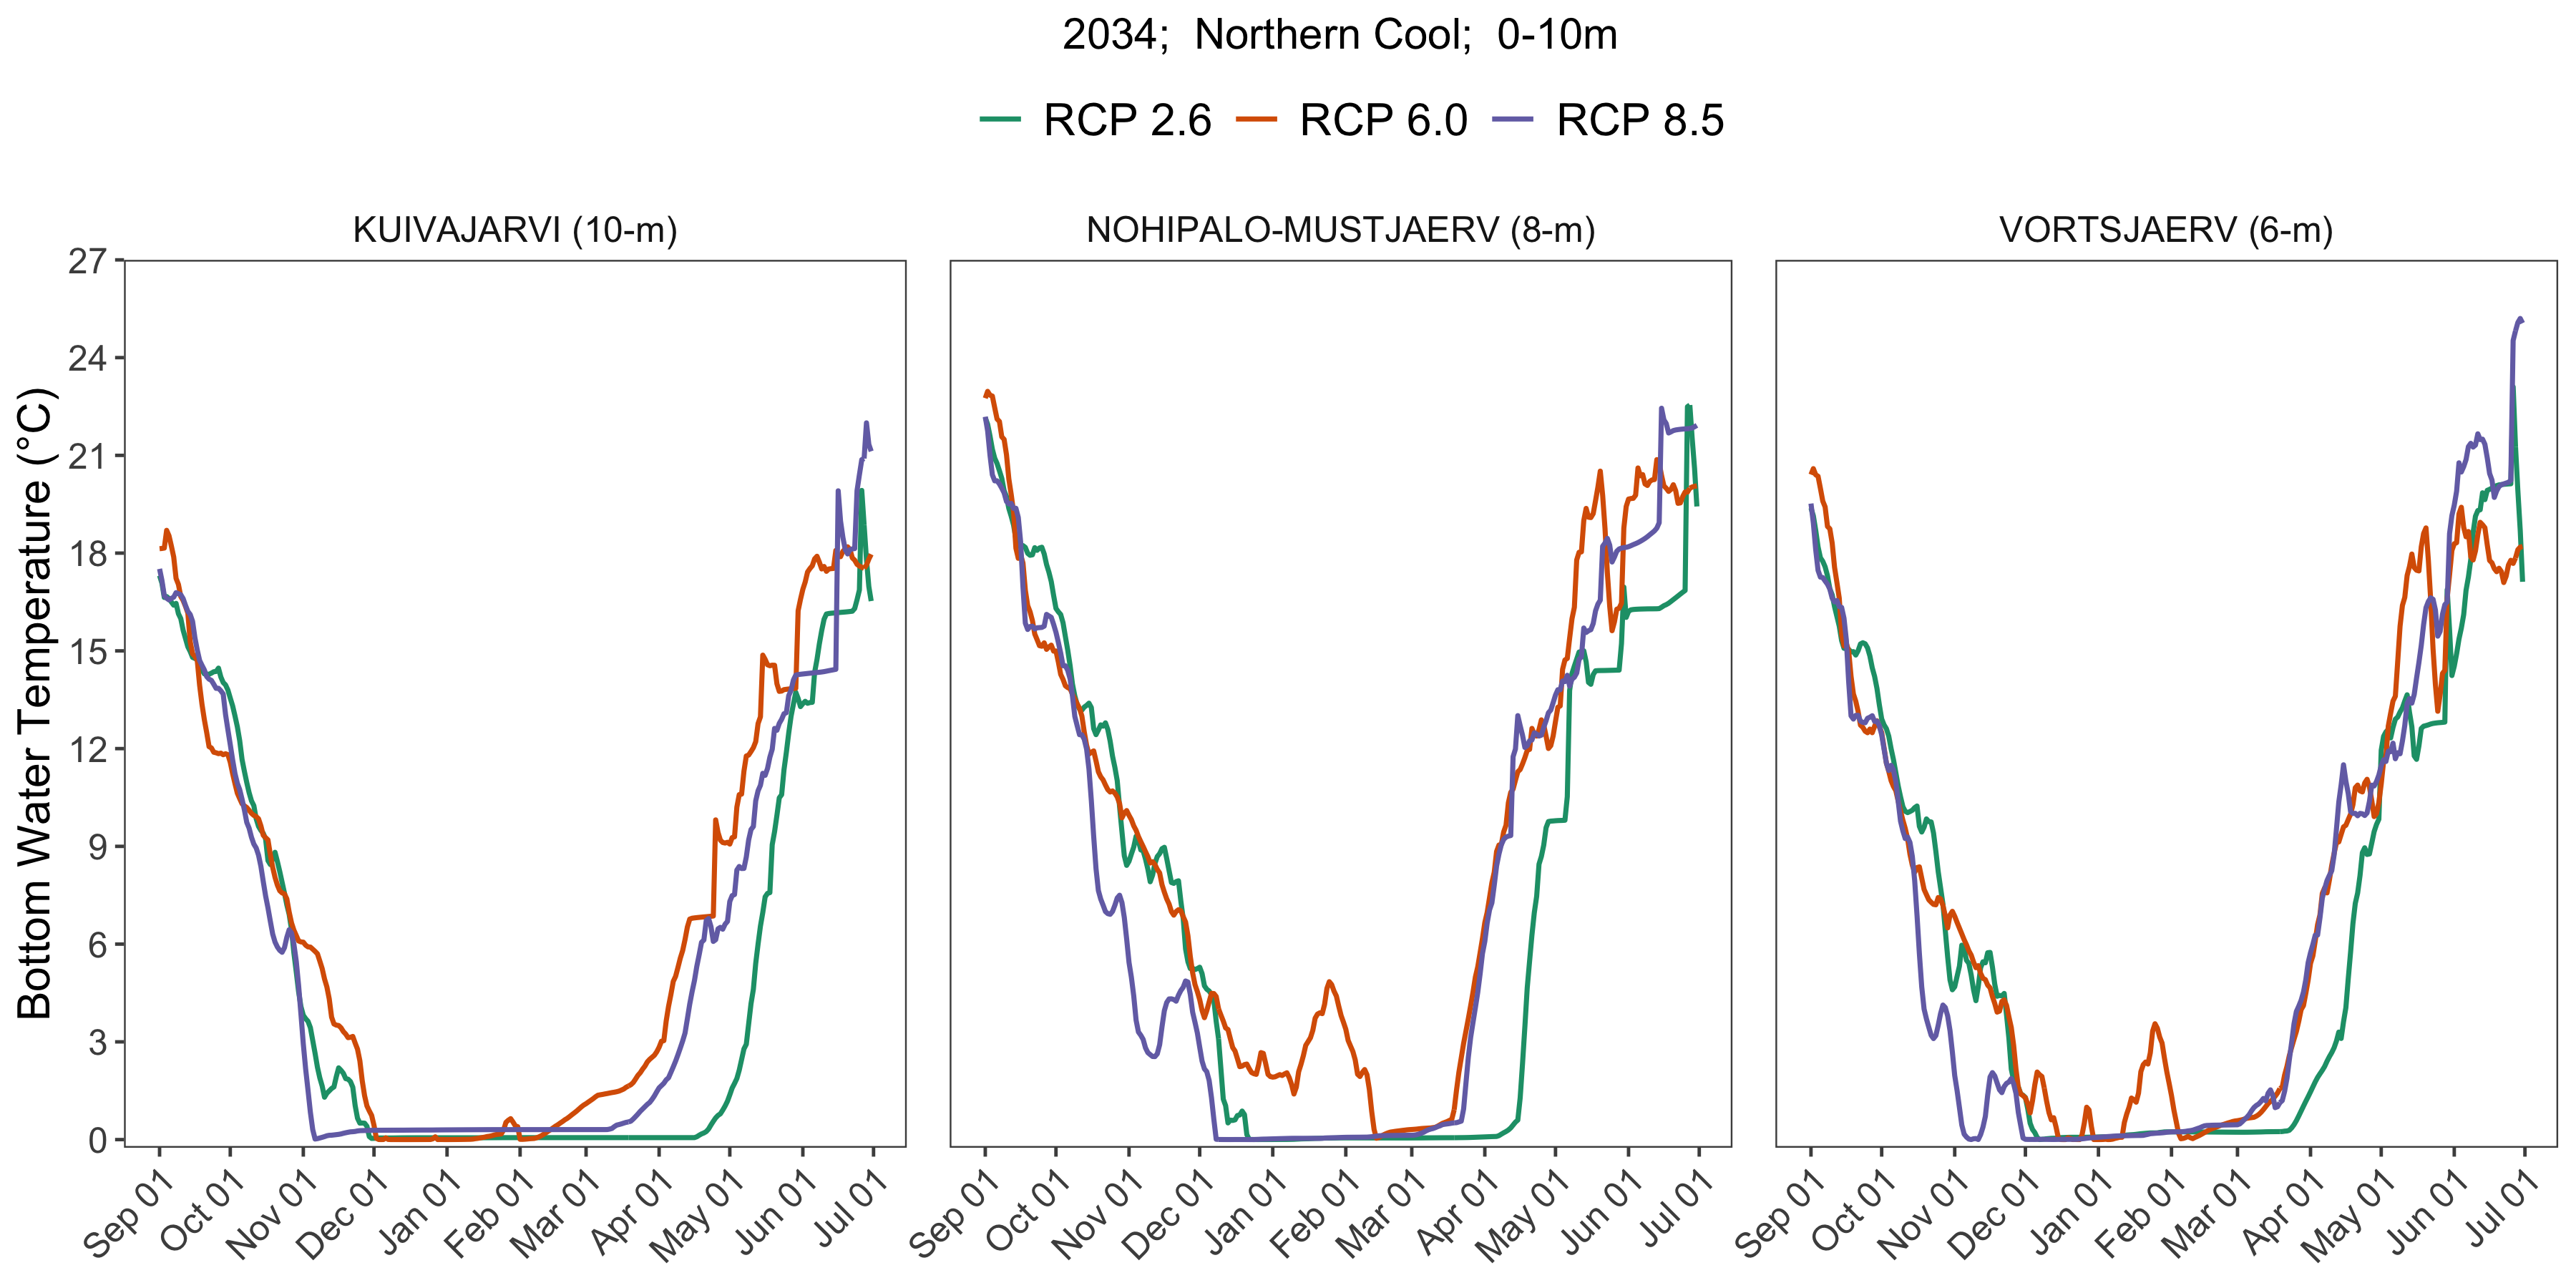 2034; Northern Cool; 0-10m
RCP 2.6 RCP 6.0 RCP 8.5
KUIVAJARVI (10-m)
NOHIPALO-MUSTJAERV (8-m)
VORTSJAERV (6-m)
Bottom Water Temperature (°C)
27
24
21
18
15
12
9
6
3
0
Sep 01 Oct 01 Nov 01 Dec 01 Jan 01 Feb 01 Mar 01 Apr 01 May 01 Jun 01 Jul 01
Sep 01 Oct 01 Nov 01 Dec 01 Jan 01 Feb 01 Mar 01 Apr 01 May 01 Jun 01 Jul 01
Sep 01 Oct 01 Nov 01 Dec 01 Jan 01 Feb 01 Mar 01 Apr 01 May 01 Jun 01 Jul 01